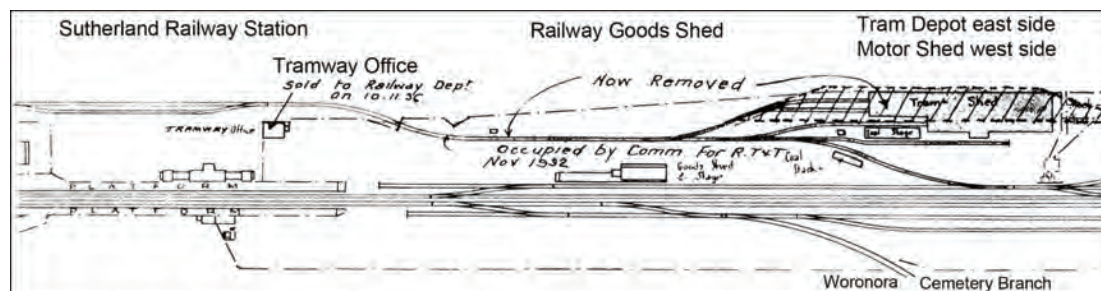 Sutherland Railway Station
Railway Goods Shed
Tram Depot east side
Motor Shed west side
Tramway Office
Sold to Railway Dept
on 10.11.36
Now Removed
Tram Shed
TRAMWAY Office
Coal Stage
Occupied by Comm For R.T&T
Nov 1932
Coal
Goods Shed
& Stage
PLATFORM
PLATFORM
Woronora Cemetery Branch